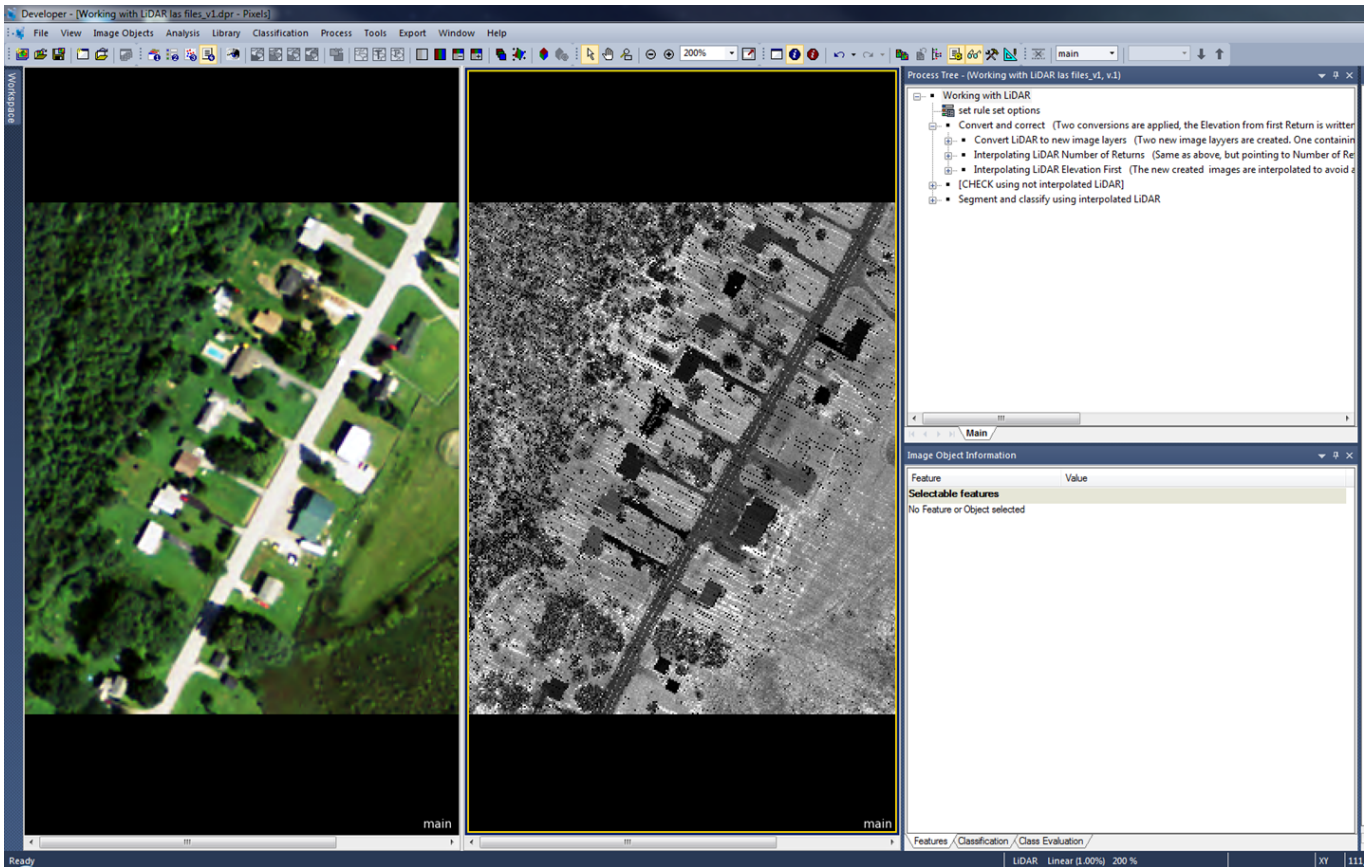 Developer - [Working with LiDAR las files_v1.dpr - Pixels]
File View Image Objects Analysis Library Classification Process Tools Export Window Help
200%
main
Workspace
Process Tree - (Working with LiDAR las files_v1, v.1)
Working with LiDAR
set rule set options
Convert and correct (Two conversions are applied, the Elevation from first Return is writter
Convert LiDAR to new image layers (Two new image layyers are created. One containin
Interpolating LiDAR Number of Returns (Same as above, but pointing to Number of Re
Interpolating LiDAR Elevation First (The new created images are interpolated to avoid a
[CHECK using not interpolated LiDAR]
Segment and classify using interpolated LiDAR
Main
Image Object Information
Feature Value
Selectable features
No Feature or Object selected
main
main
Features Classification Class Evaluation
Ready
LiDAR Linear (1.00%) 200 %
XY